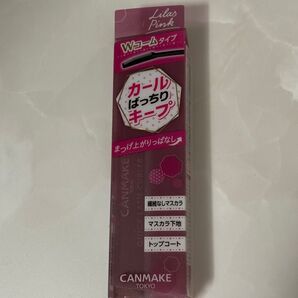 Lilas
Pink
Wコームタイプ
カール
ばっちり
キープ
まつげ上がりっぱなし
CANMAKE
繊維なしマスカラ
マスカラ下地
トップコート
CANMAKE
TOKYO